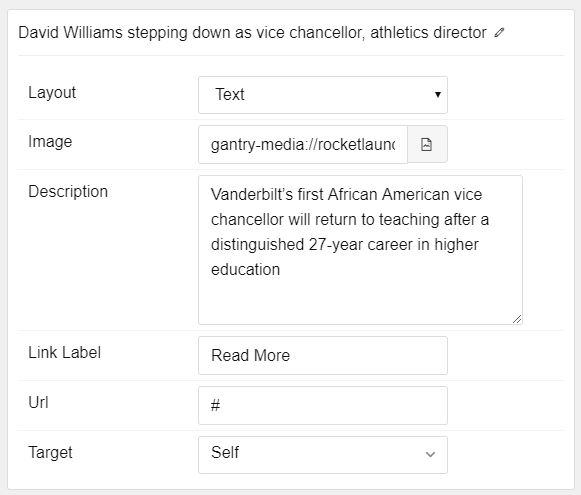 David Williams stepping down as vice chancellor, athletics director
Layout
Text
Image
gantry-media://rocketlaunc
Description
Vanderbilt’s first African American vice
chancellor will return to teaching after a
distinguished 27-year career in higher
education
Link Label
Read More
Url
#
Target
Self